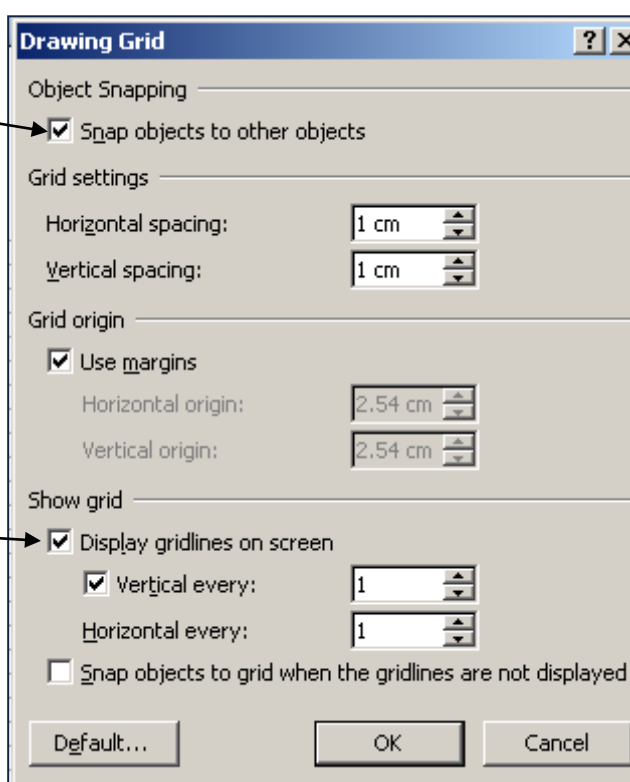 Drawing Grid
Object Snapping
Snap objects to other objects
Grid settings
Horizontal spacing: 1 cm
Vertical spacing: 1 cm
Grid origin
Use margins
Horizontal origin: 2.54 cm
Vertical origin: 2.54 cm
Show grid
Display gridlines on screen
Vertical every: 1
Horizontal every: 1
Snap objects to grid when the gridlines are not displayed
Default... OK Cancel